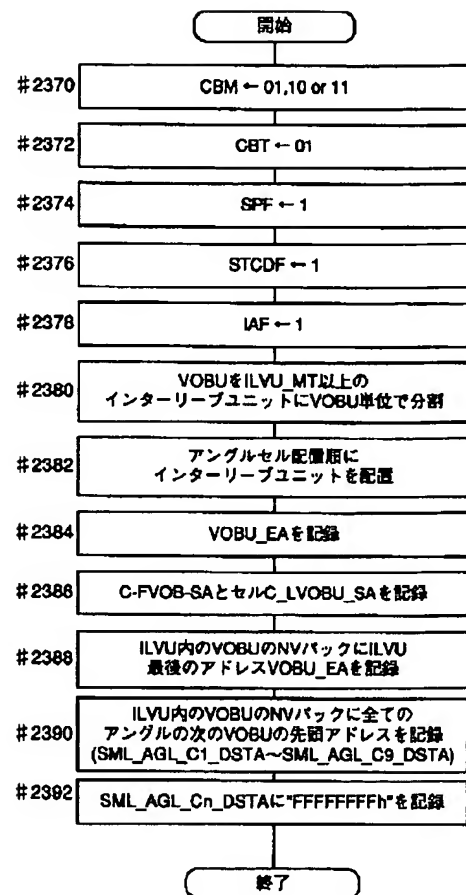 開始
#2370
CBM ← 01,10 or 11
#2372
CBT ← 01
#2374
SPF ← 1
#2376
STCDF ← 1
#2378
IAF ← 1
#2380
VOBUをILVU_MT以上の
インターリーブユニットにVOBU単位で分割
#2382
アングルセル配置順に
インターリーブユニットを配置
#2384
VOBU_EAを記録
#2386
C-FVOB-SAとセルC_LVOBU_SAを記録
#2388
ILVU内のVOBUのNVパックにILVU
最後のアドレスVOBU_EAを記録
#2390
ILVU内のVOBUのNVパックに全ての
アングルの次のVOBUの先頭アドレスを記録
(SML_AGL_C1_DSTA～SML_AGL_C9_DSTA)
#2392
SML_AGL_Cn_DSTAに"FFFFFFFFh"を記録
終了